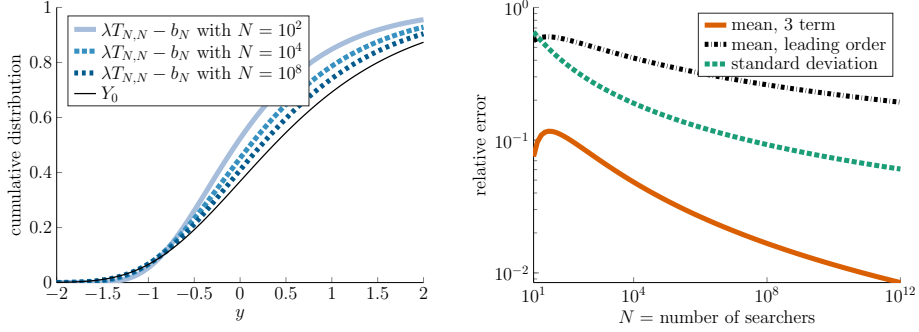 cumulative distribution
1
0.8
0.6
0.4
0.2
0
λT_{N,N} − b_N with N = 10^2
λT_{N,N} − b_N with N = 10^4
λT_{N,N} − b_N with N = 10^8
Y_0
−2 −1.5 −1 −0.5 0 0.5 1 1.5 2
y
relative error
10^0
10^{−1}
10^{−2}
mean, 3 term
mean, leading order
standard deviation
10^1 10^4 10^8 10^{12}
N = number of searchers